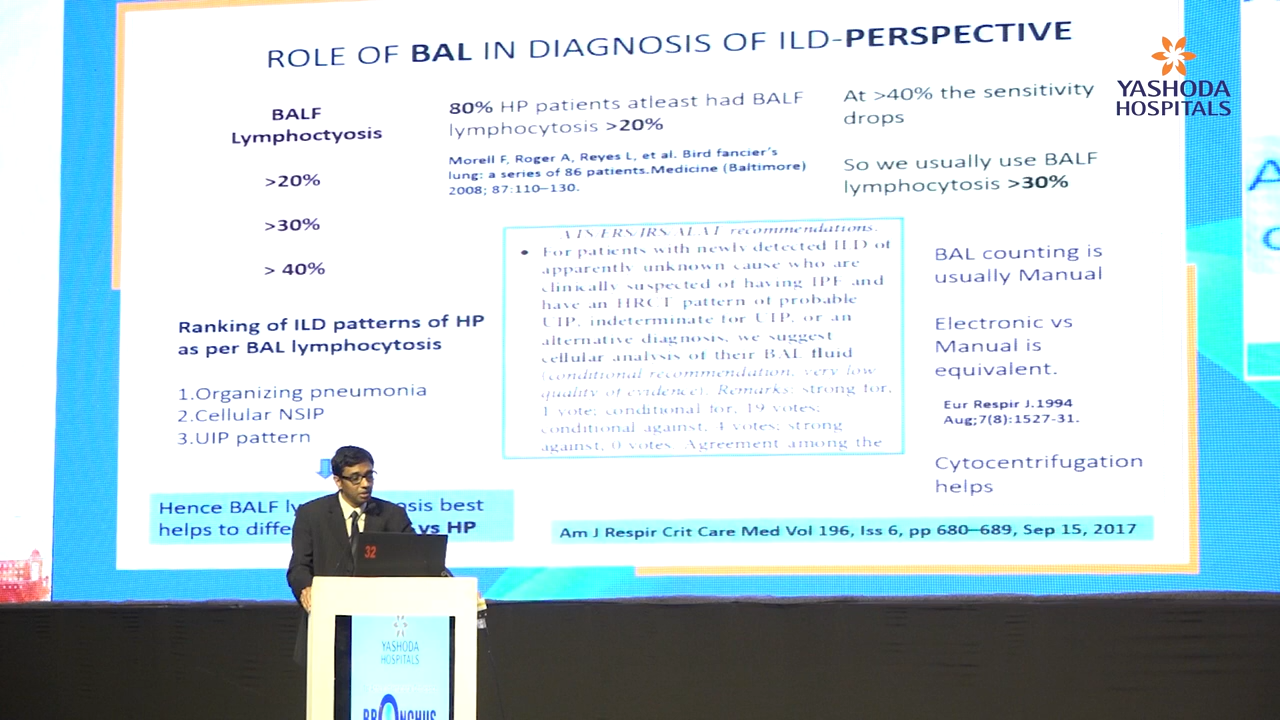 ROLE OF BAL IN DIAGNOSIS OF ILD-PERSPECTIVE
YASHODA
HOSPITALS
BALF
Lymphoctyosis
>20%
>30%
> 40%
80% HP patients atleast had BALF
lymphocytosis >20%
Morell F, Roger A, Reyes L, et al. Bird fancier's
lung: a series of 86 patients.Medicine (Baltimore)
2008; 87:110–130.
At >40% the sensitivity
drops
So we usually use BALF
lymphocytosis >30%
Ranking of ILD patterns of HP
as per BAL lymphocytosis
1.Organizing pneumonia
2.Cellular NSIP
3.UIP pattern
Hence BALF ly osis best
helps to diffe vs HP
recommendations.
• For patients with newly detected ILD of
apparently unknown cause who are
clinically suspected of having IPF and
have an HRCT pattern of probable
UIP, indeterminate for UIP, or an
alternative diagnosis, we suggest
cellular analysis of their BAL fluid
(conditional recommendation, very low
quality of evidence). Remarks: strong for,
1 vote; conditional for, 19 votes;
conditional against, 4 votes; strong
against, 0 votes. Agreement among the
BAL counting is
usually Manual
Electronic vs
Manual is
equivalent.
Eur Respir J.1994
Aug;7(8):1527-31.
Cytocentrifugation
helps
Am J Respir Crit Care Med Vol 196, Iss 6, pp 680–689, Sep 15, 2017
32
YASHODA
HOSPITALS
BRONCHUS